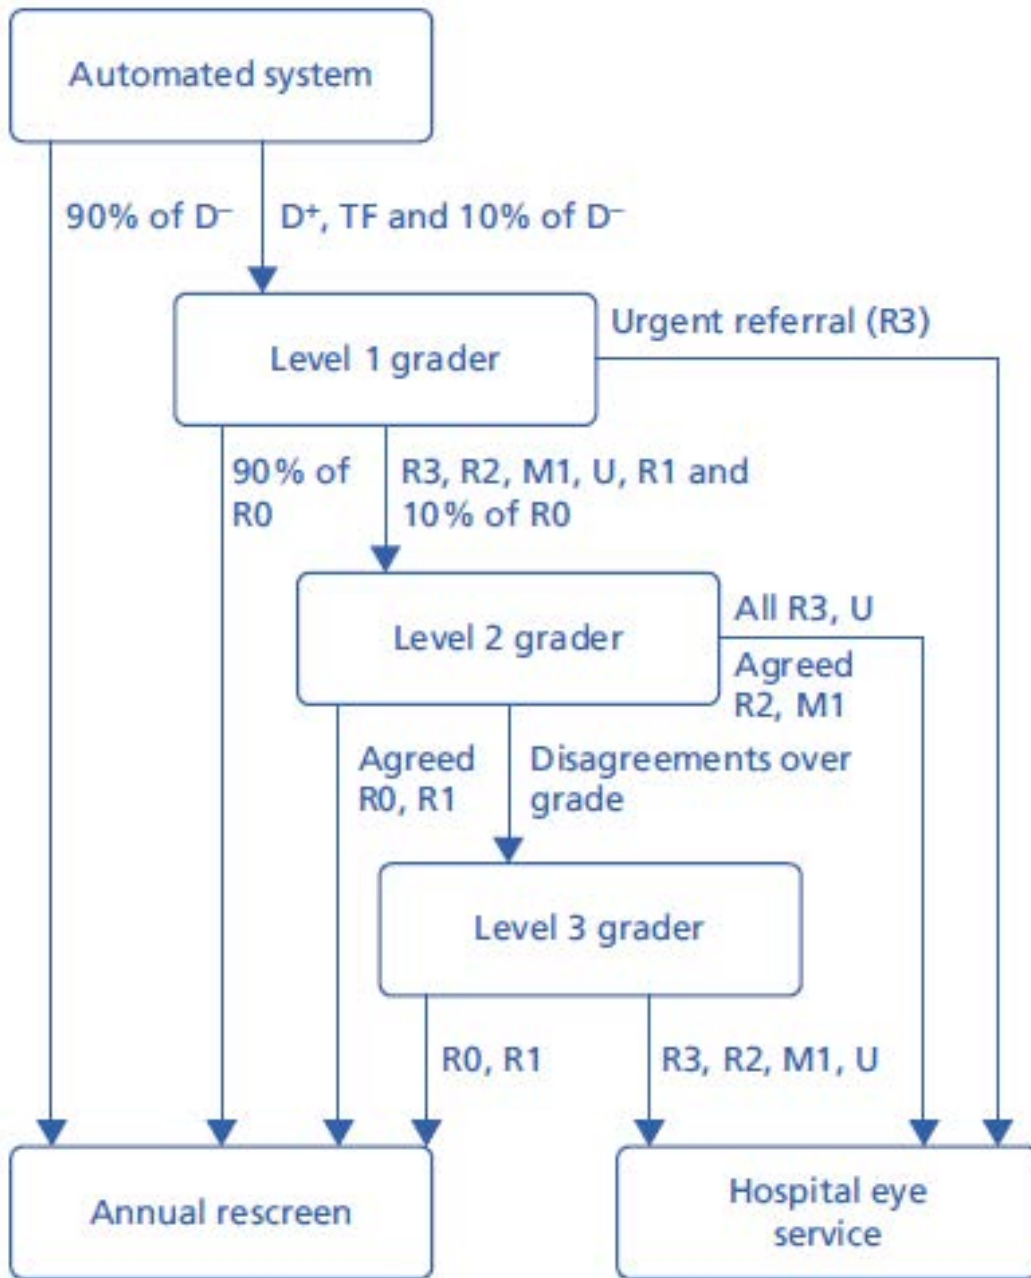 Automated system
90% of D⁻
D⁺, TF and 10% of D⁻
Level 1 grader
Urgent referral (R3)
90% of
R0
R3, R2, M1, U, R1 and
10% of R0
Level 2 grader
All R3, U
Agreed
R2, M1
Agreed
R0, R1
Disagreements over
grade
Level 3 grader
R0, R1
R3, R2, M1, U
Annual rescreen
Hospital eye
service